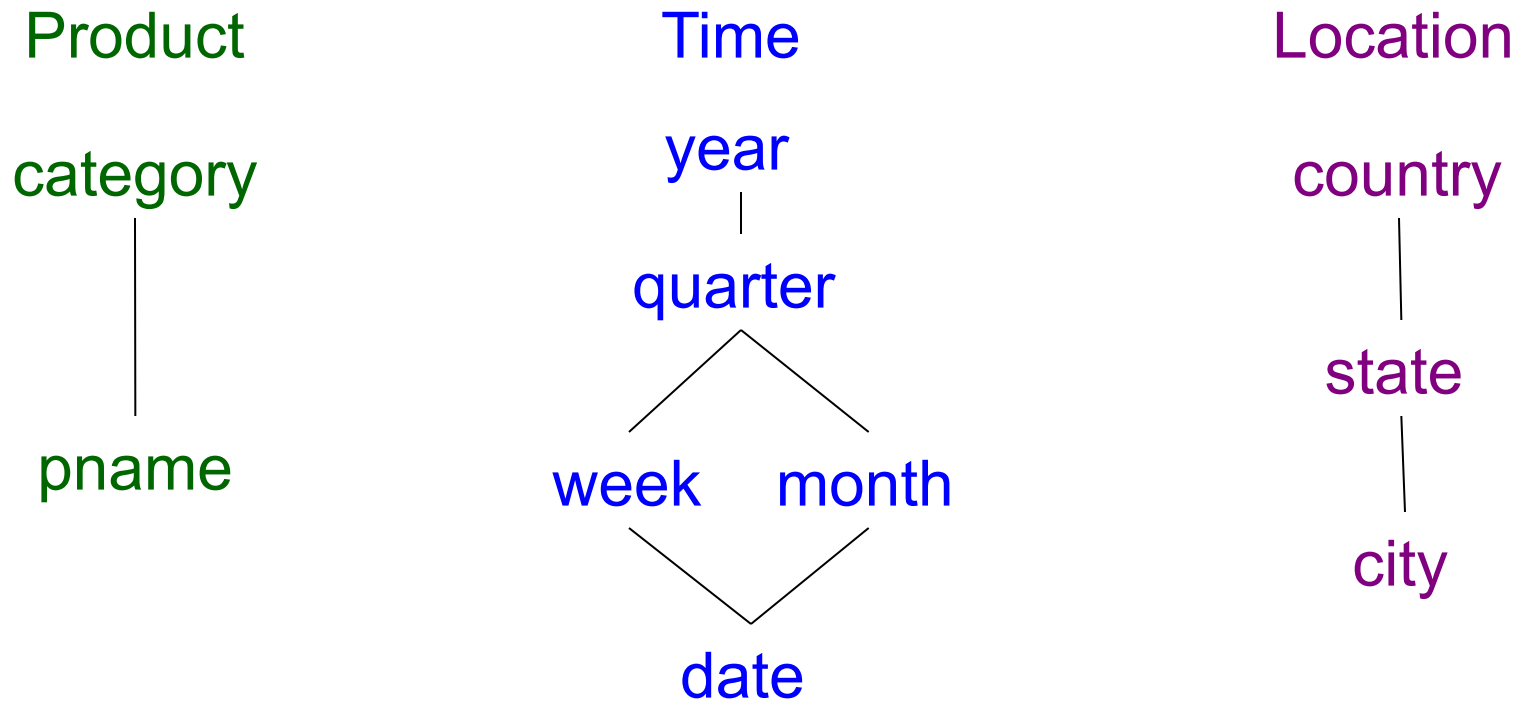 Product
category
pname
Time
year
quarter
week month
date
Location
country
state
city